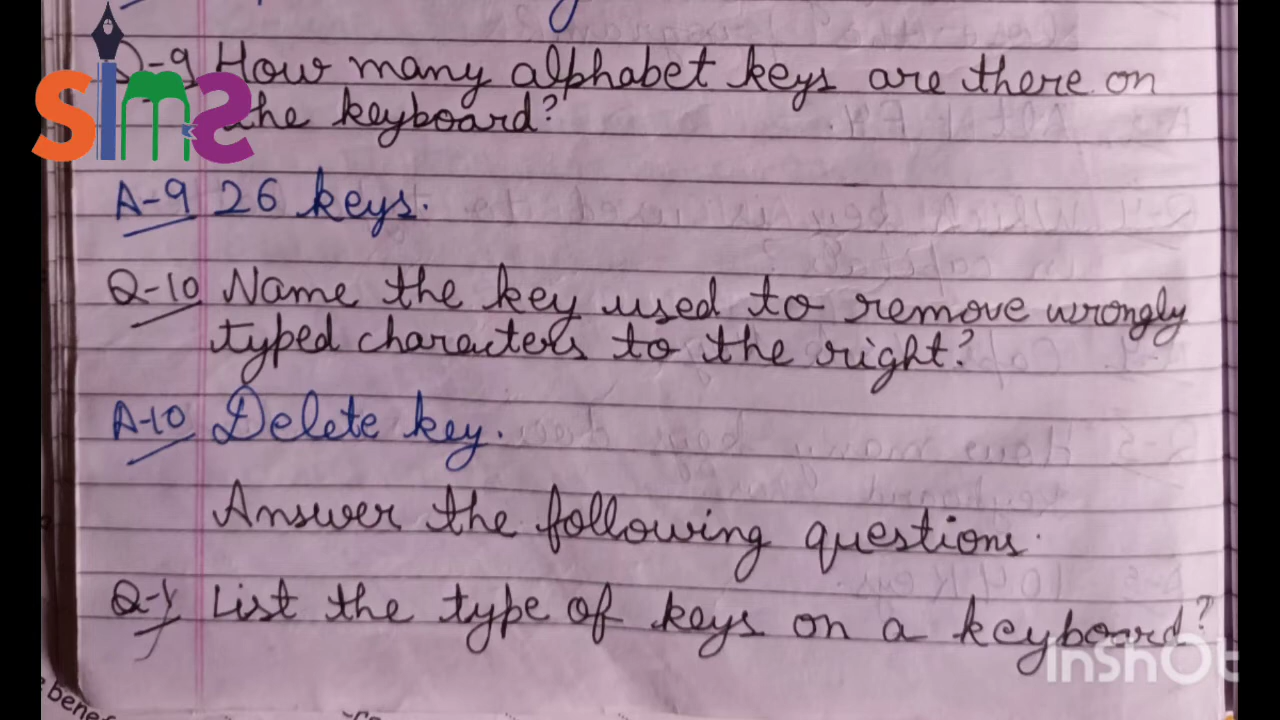 Q-9 How many alphabet keys are there on
the keyboard?
SIMS
A-9 26 keys.
Q-10 Name the key used to remove wrongly
typed characters to the right?
A-10 Delete key.
Answer the following questions.
List the type of keys on a keyboard?
InShOt